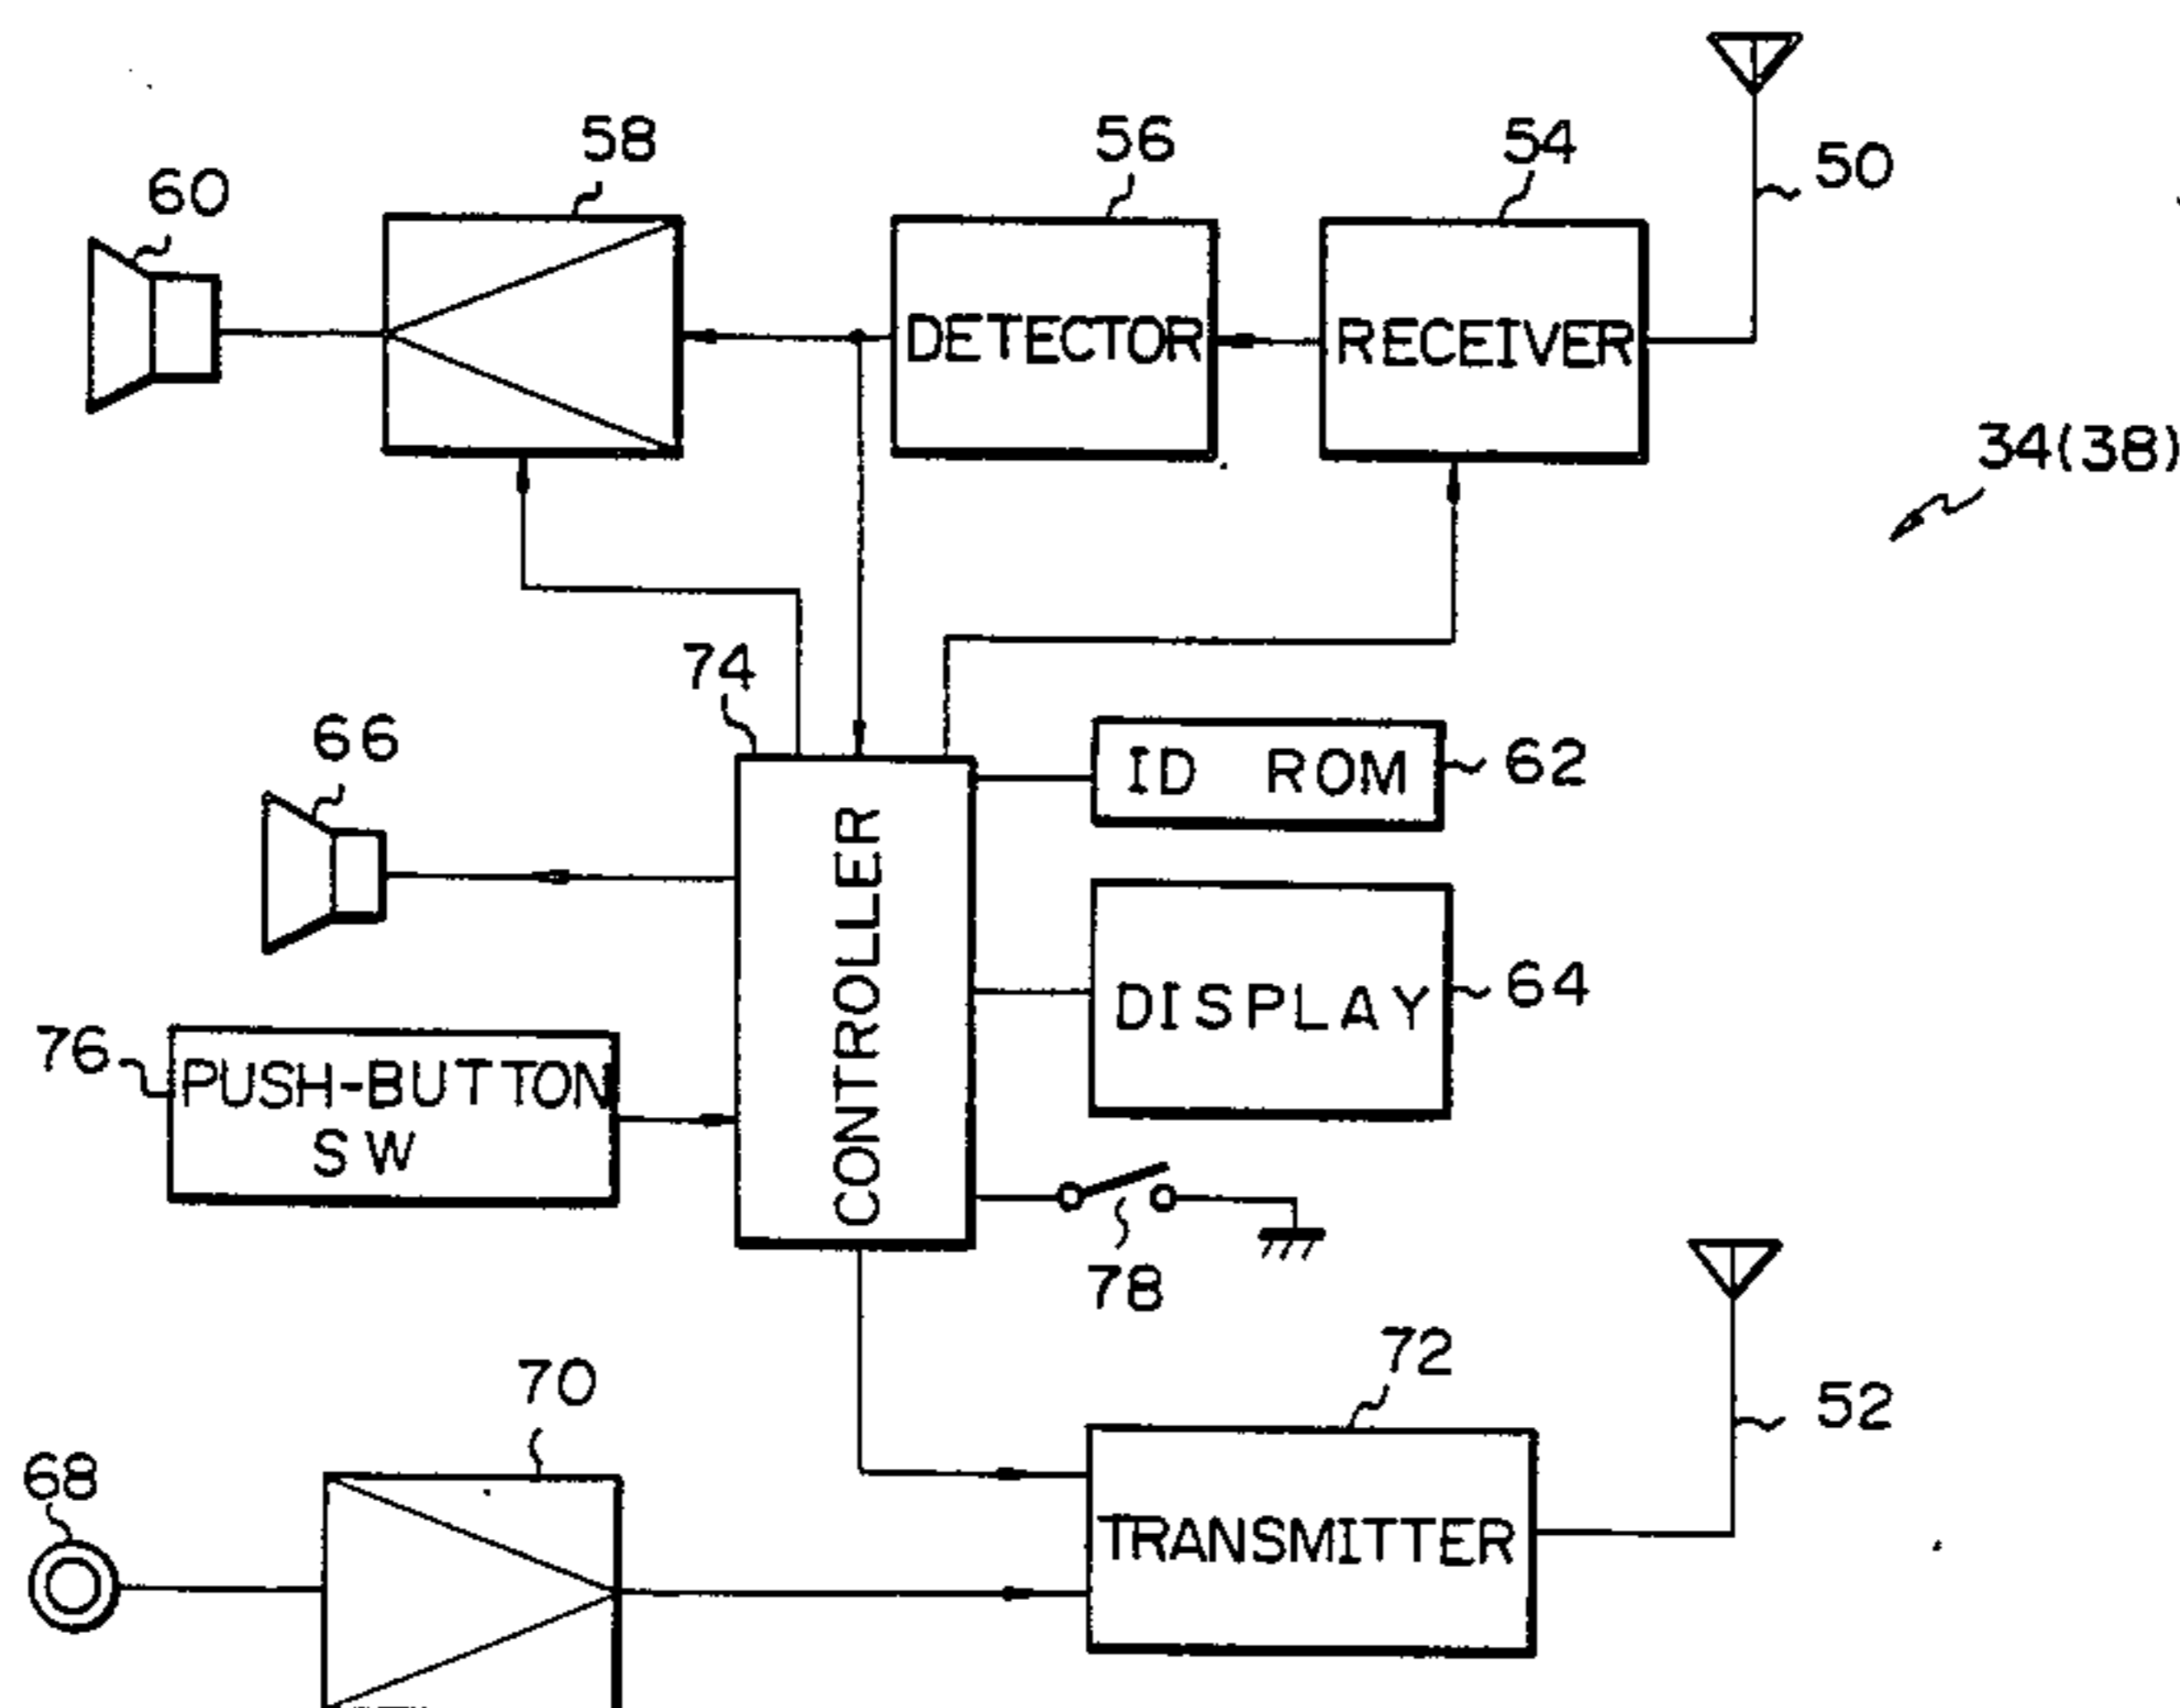 58
56
54
50
60
DETECTOR
RECEIVER
34(38)
74
66
ID ROM
62
CONTROLLER
DISPLAY
64
76
PUSH-BUTTON
SW
78
72
70
52
68
TRANSMITTER